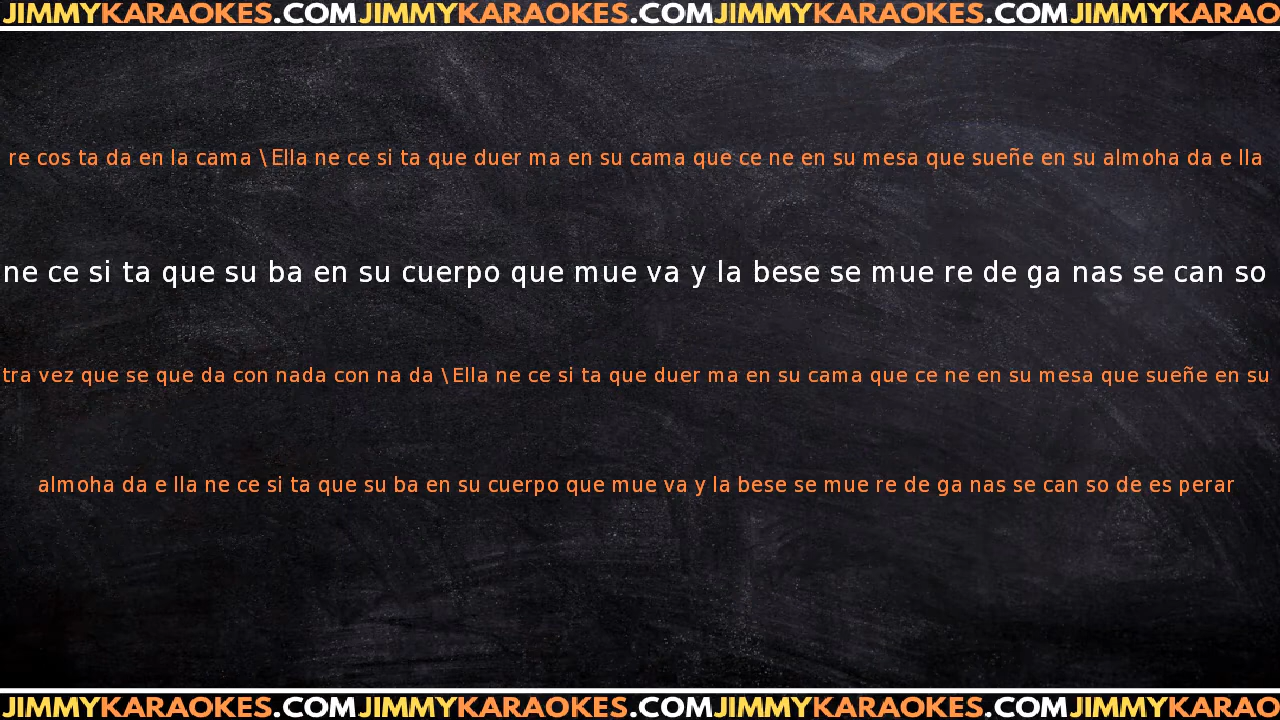 JIMMYKARAOKES.COMJIMMYKARAOKES.COMJIMMYKARAOKES.COMJIMMYKARAO
re cos ta da en la cama \ Ella ne ce si ta que duer ma en su cama que ce ne en su mesa que sueñe en su almoha da e lla
ne ce si ta que su ba en su cuerpo que mue va y la bese se mue re de ga nas se can so
tra vez que se que da con nada con na da \ Ella ne ce si ta que duer ma en su cama que ce ne en su mesa que sueñe en su
almoha da e lla ne ce si ta que su ba en su cuerpo que mue va y la bese se mue re de ga nas se can so de es perar
JIMMYKARAOKES.COMJIMMYKARAOKES.COMJIMMYKARAOKES.COMJIMMYKARAO